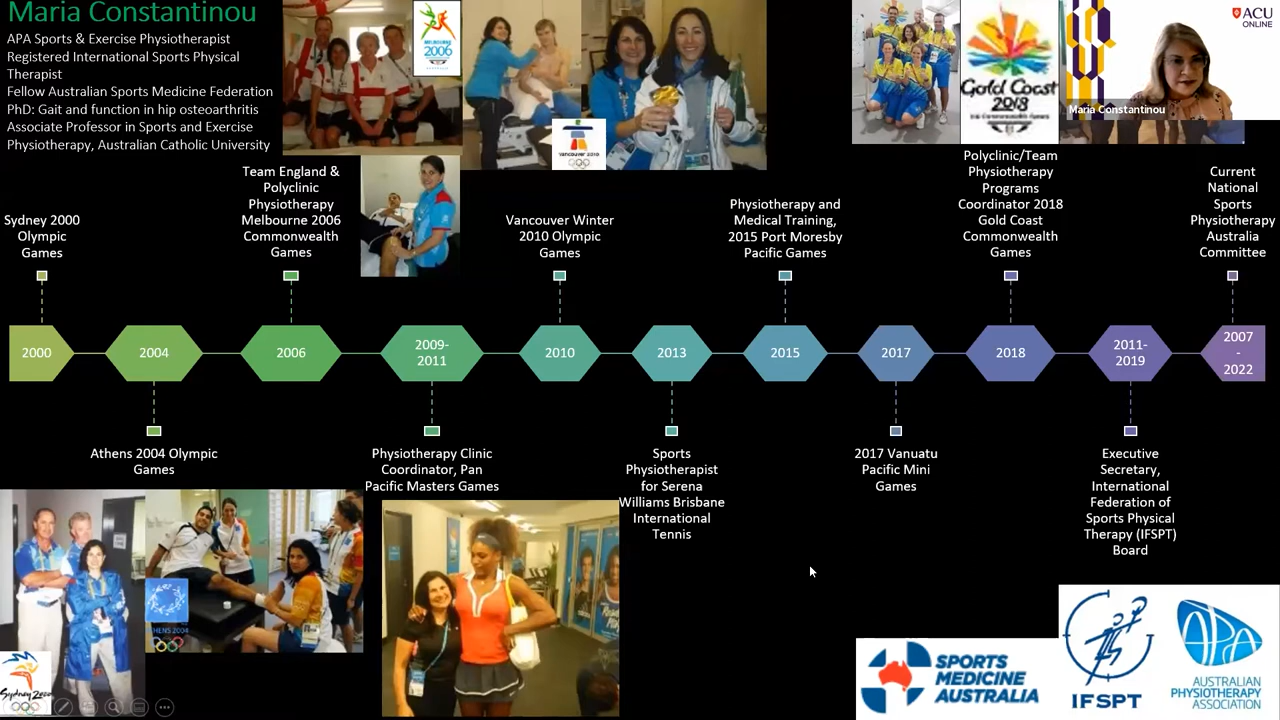 Maria Constantinou
APA Sports & Exercise Physiotherapist
Registered International Sports Physical
Therapist
Fellow Australian Sports Medicine Federation
PhD: Gait and function in hip osteoarthritis
Associate Professor in Sports and Exercise
Physiotherapy, Australian Catholic University
MELBOURNE
2006
vancouver 2010
Gold Coast
2018
Maria Constantinou
ACU
ONLINE
Sydney 2000
Olympic
Games
Team England &
Polyclinic
Physiotherapy
Melbourne 2006
Commonwealth
Games
Vancouver Winter
2010 Olympic
Games
Physiotherapy and
Medical Training,
2015 Port Moresby
Pacific Games
Polyclinic/Team
Physiotherapy
Programs
Coordinator 2018
Gold Coast
Commonwealth
Games
Current
National
Sports
Physiotherapy
Australia
Committee
2000
2004
2006
2009-
2011
2010
2013
2015
2017
2018
2011-
2019
2007
-
2022
Athens 2004 Olympic
Games
Physiotherapy Clinic
Coordinator, Pan
Pacific Masters Games
Sports
Physiotherapist
for Serena
Williams Brisbane
International
Tennis
2017 Vanuatu
Pacific Mini
Games
Executive
Secretary,
International
Federation of
Sports Physical
Therapy (IFSPT)
Board
ATHENS 2004
Sydney 2000
SPORTS
MEDICINE
AUSTRALIA
IFSPT
APA
AUSTRALIAN
PHYSIOTHERAPY
ASSOCIATION